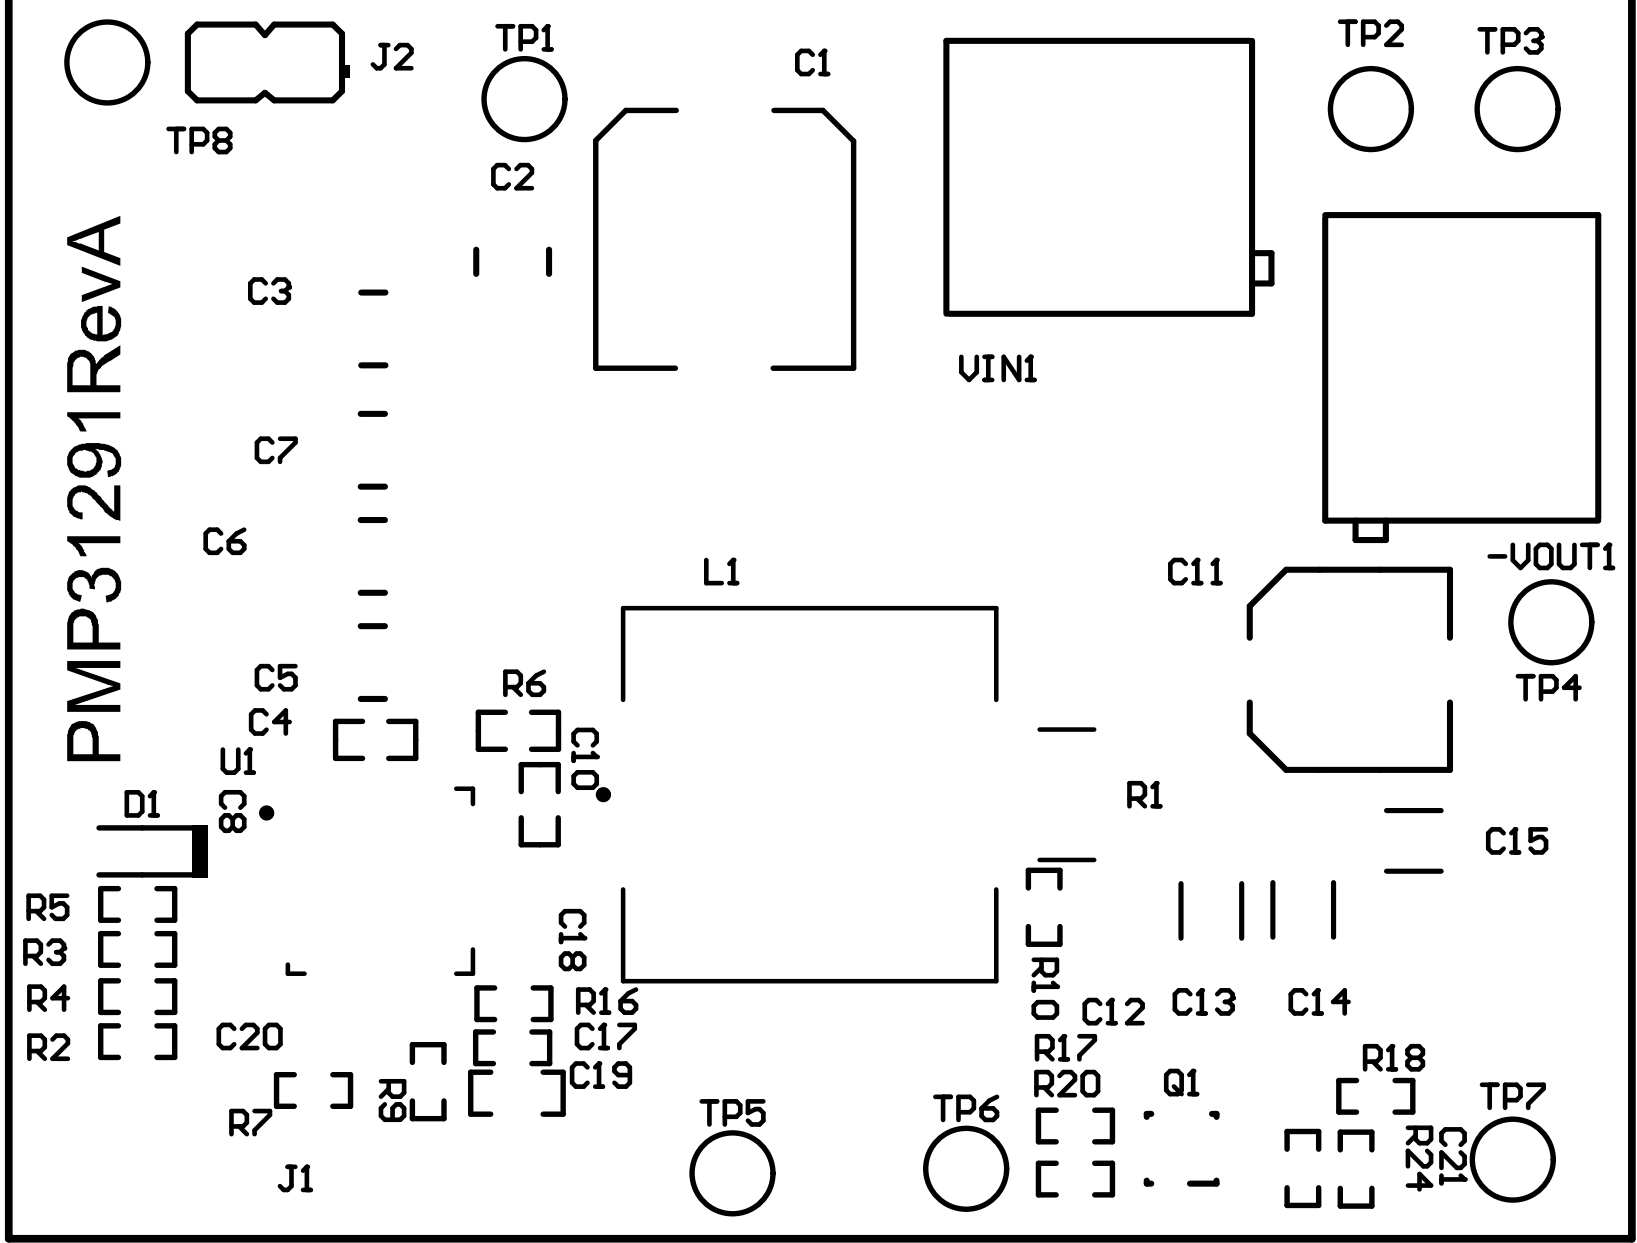 TP1
C1
TP2
TP3
J2
TP8
C2
PMP31291RevA
C3
VIN1
C7
C6
-VOUT1
L1
C11
C5
R6
TP4
C4
C10
U1
C8
D1
R1
C15
R5
R3
C18
R4
R16
R10
C12
C13
C14
R2
C20
C17
R17
R18
C19
R20
Q1
R7
R9
TP5
TP6
TP7
R24
C21
J1